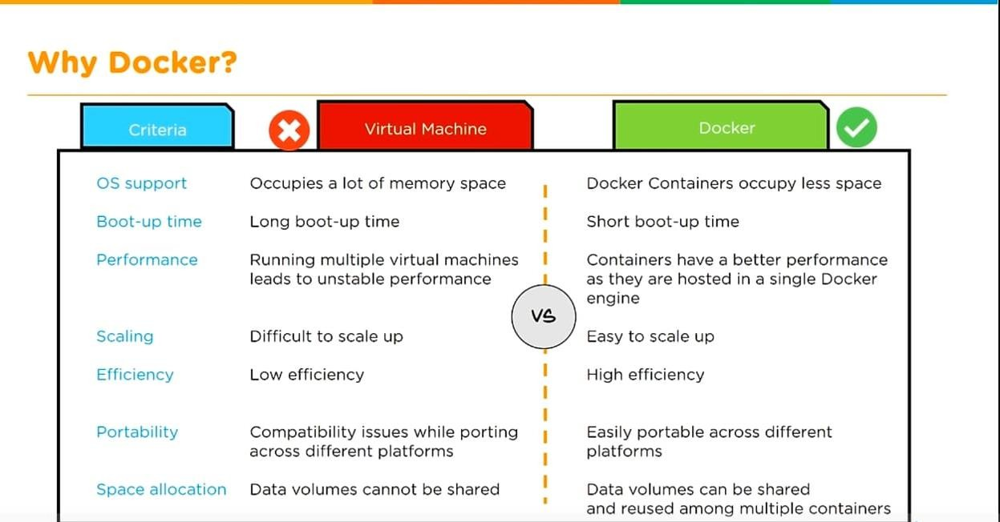 Why Docker?
Criteria
Virtual Machine
Docker
OS support
Occupies a lot of memory space
Docker Containers occupy less space
Boot-up time
Long boot-up time
Short boot-up time
Performance
Running multiple virtual machines
leads to unstable performance
Containers have a better performance
as they are hosted in a single Docker
engine
VS
Scaling
Difficult to scale up
Easy to scale up
Efficiency
Low efficiency
High efficiency
Portability
Compatibility issues while porting
across different platforms
Easily portable across different
platforms
Space allocation
Data volumes cannot be shared
Data volumes can be shared
and reused among multiple containers